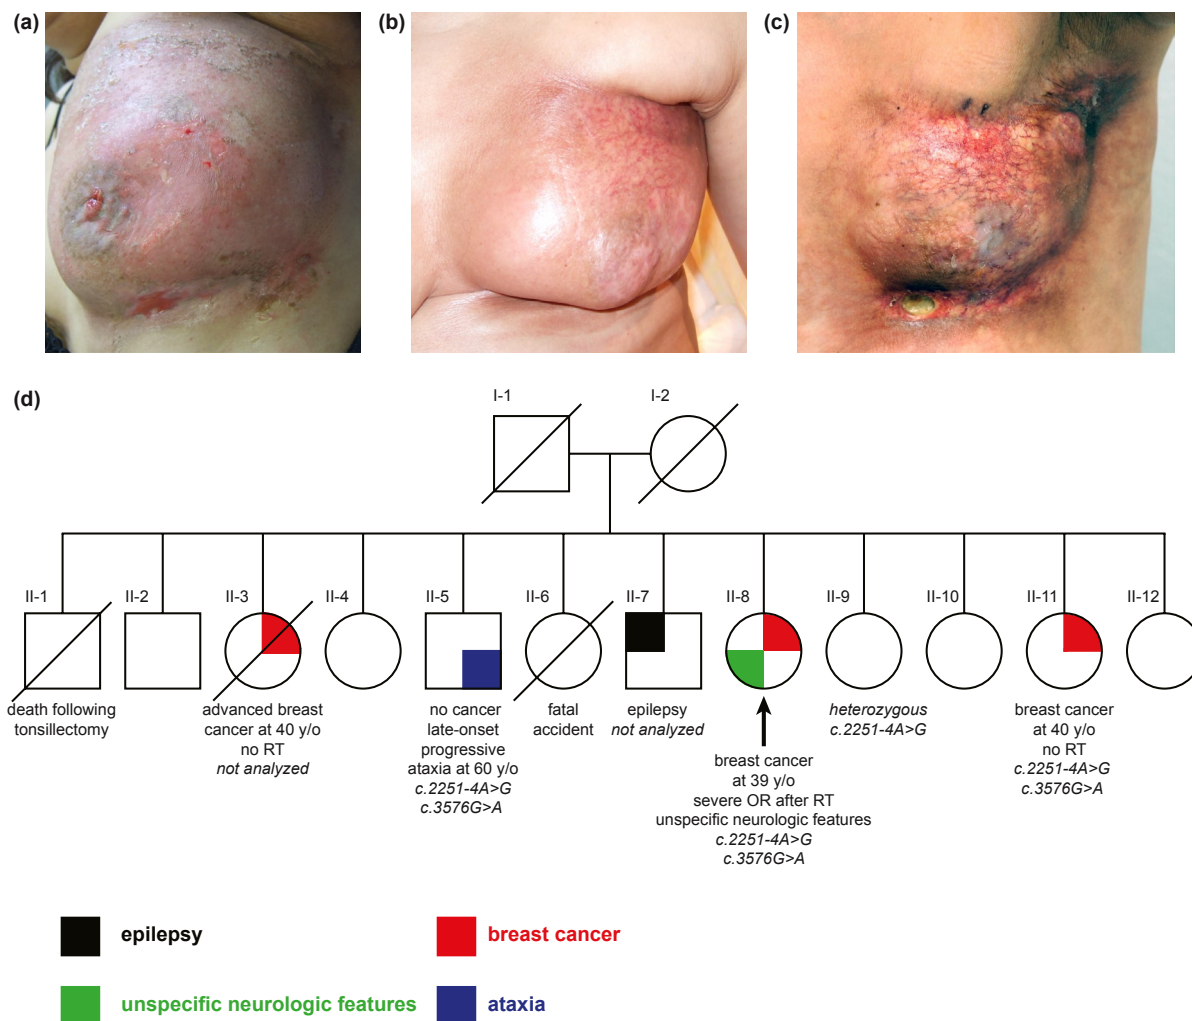 (a)
(b)
(c)
(d)
I-1
I-2
II-1
II-2
II-3
II-4
II-5
II-6
II-7
II-8
II-9
II-10
II-11
II-12
death following
tonsillectomy
advanced breast
cancer at 40 y/o
no RT
not analyzed
no cancer
late-onset
progressive
ataxia at 60 y/o
c.2251-4A>G
c.3576G>A
fatal
accident
epilepsy
not analyzed
breast cancer
at 39 y/o
severe OR after RT
unspecific neurologic features
c.2251-4A>G
c.3576G>A
heterozygous
c.2251-4A>G
breast cancer
at 40 y/o
no RT
c.2251-4A>G
c.3576G>A
epilepsy
breast cancer
unspecific neurologic features
ataxia